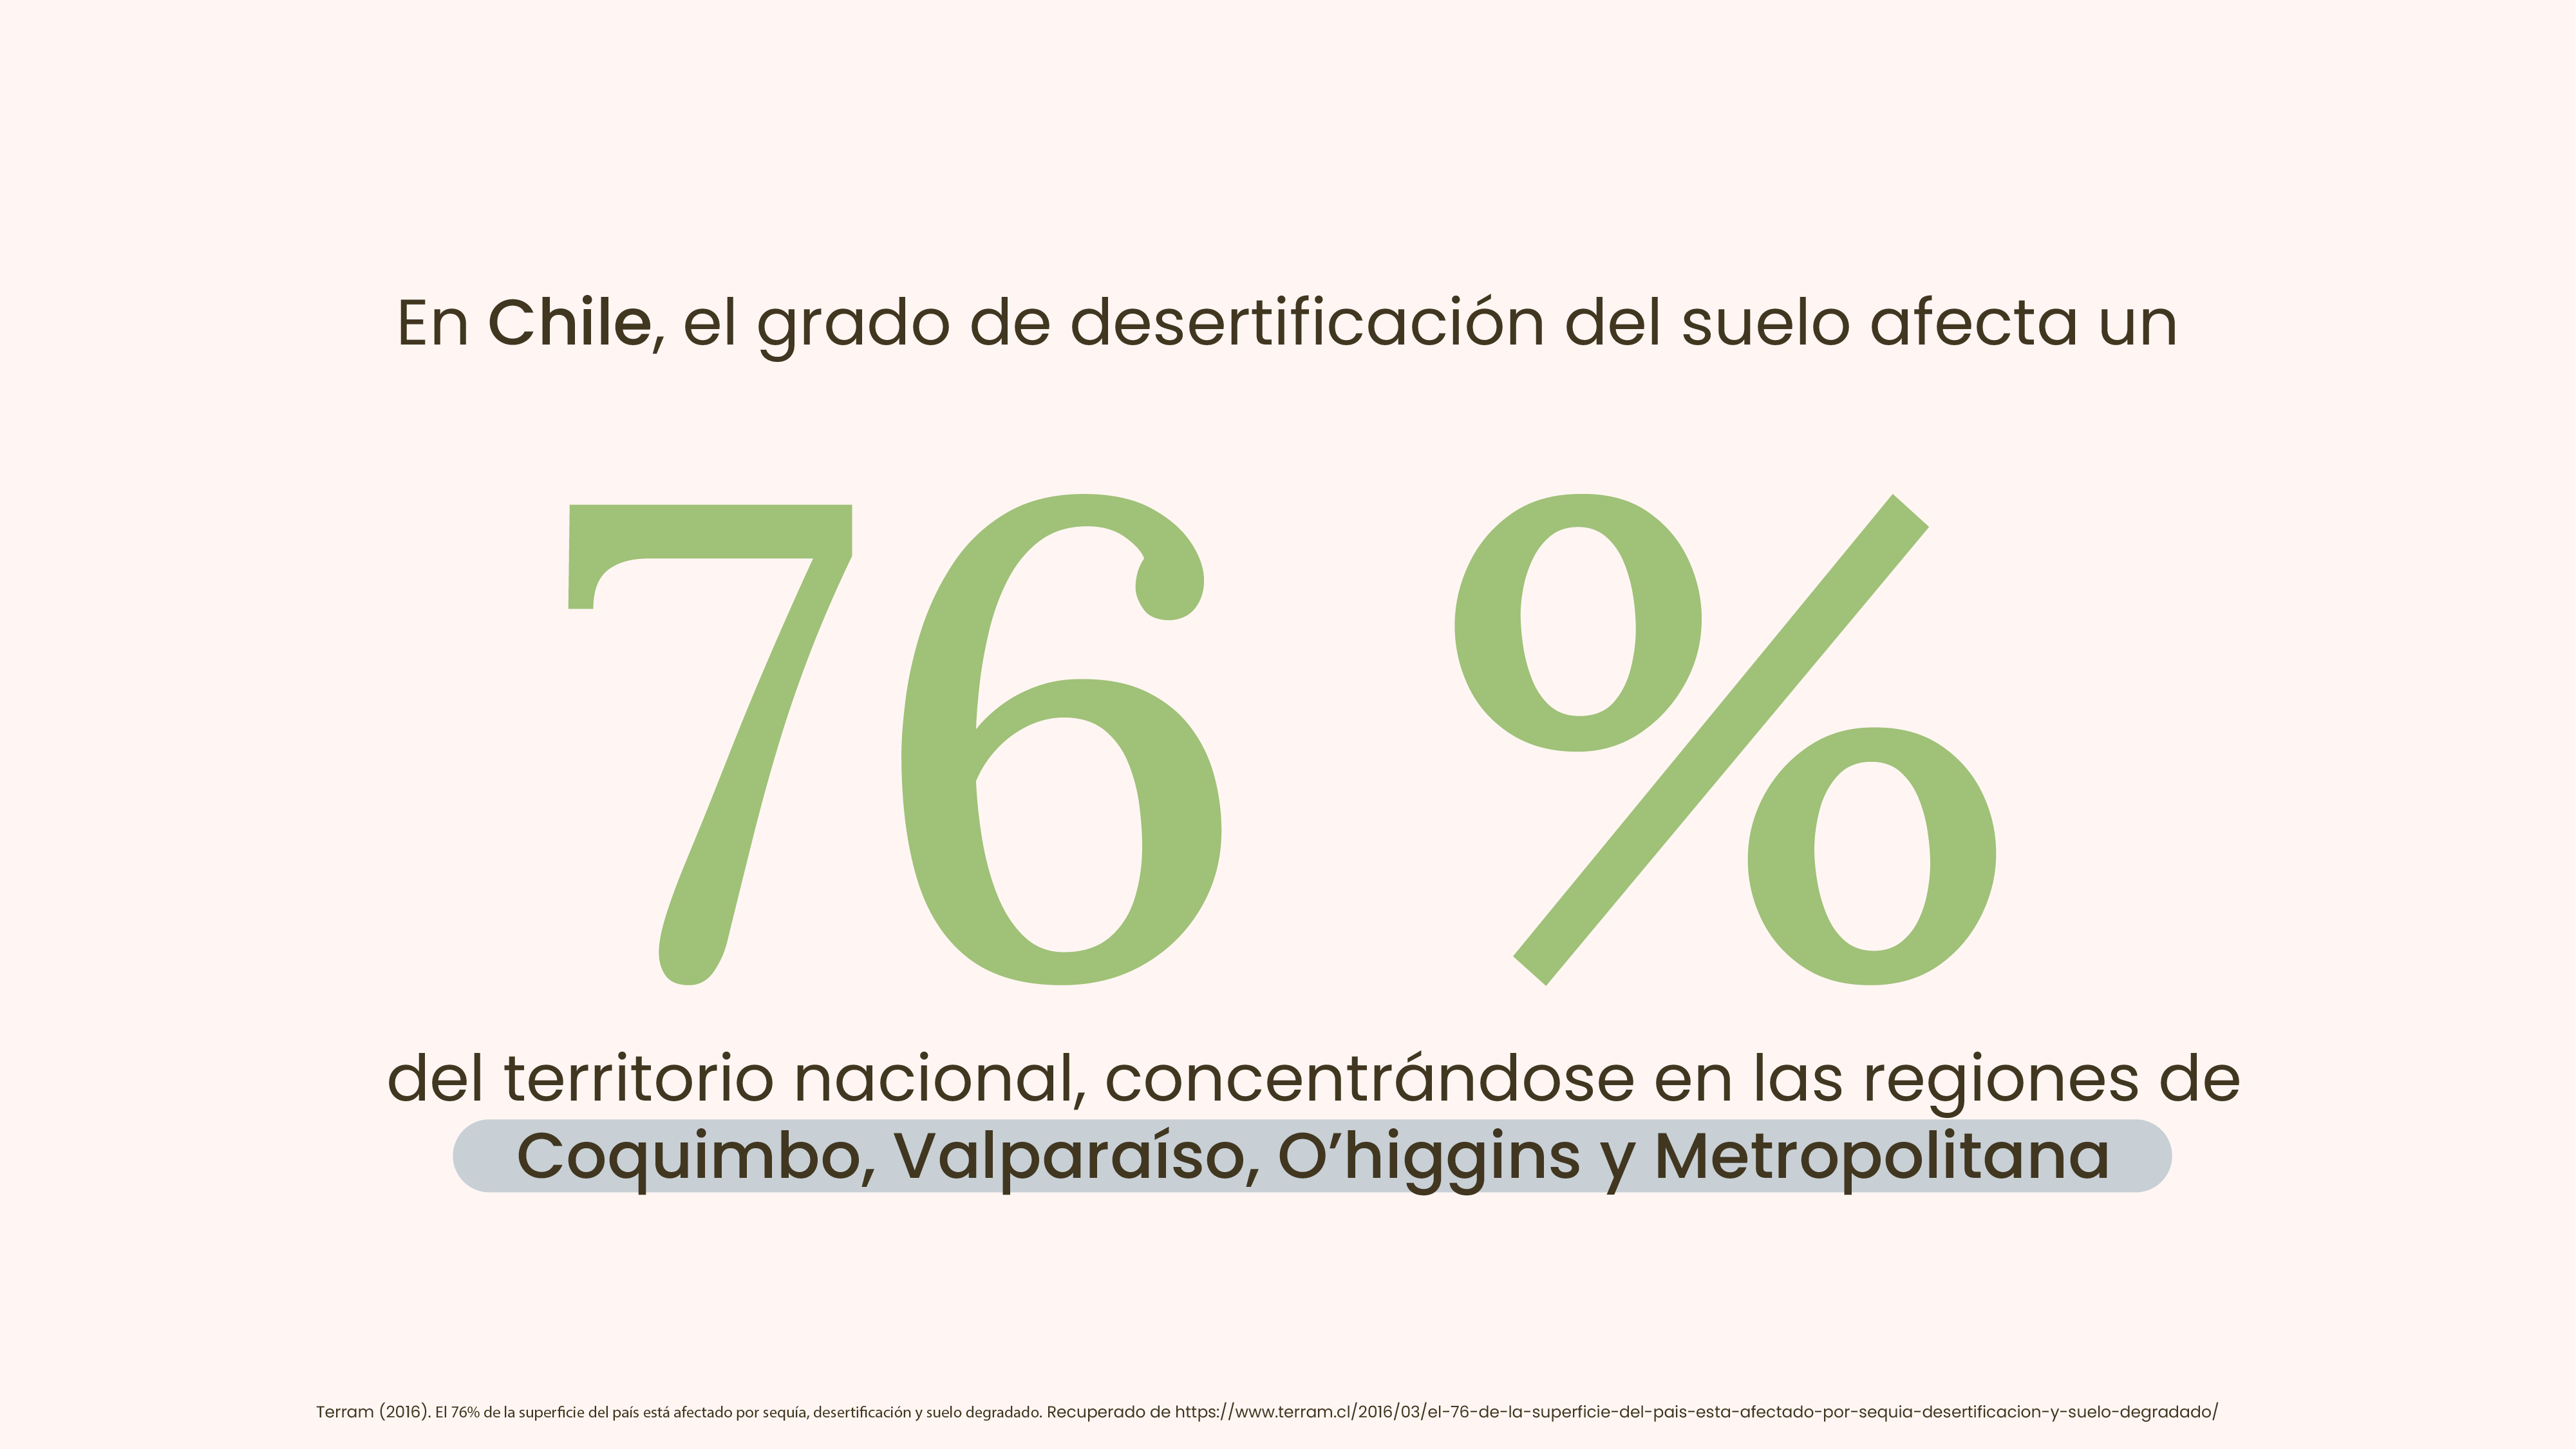 En Chile, el grado de desertificación del suelo afecta un
76 %
del territorio nacional, concentrándose en las regiones de
Coquimbo, Valparaíso, O’higgins y Metropolitana
Terram (2016). El 76% de la superficie del país está afectado por sequía, desertificación y suelo degradado. Recuperado de https://www.terram.cl/2016/03/el-76-de-la-superficie-del-pais-esta-afectado-por-sequia-desertificacion-y-suelo-degradado/